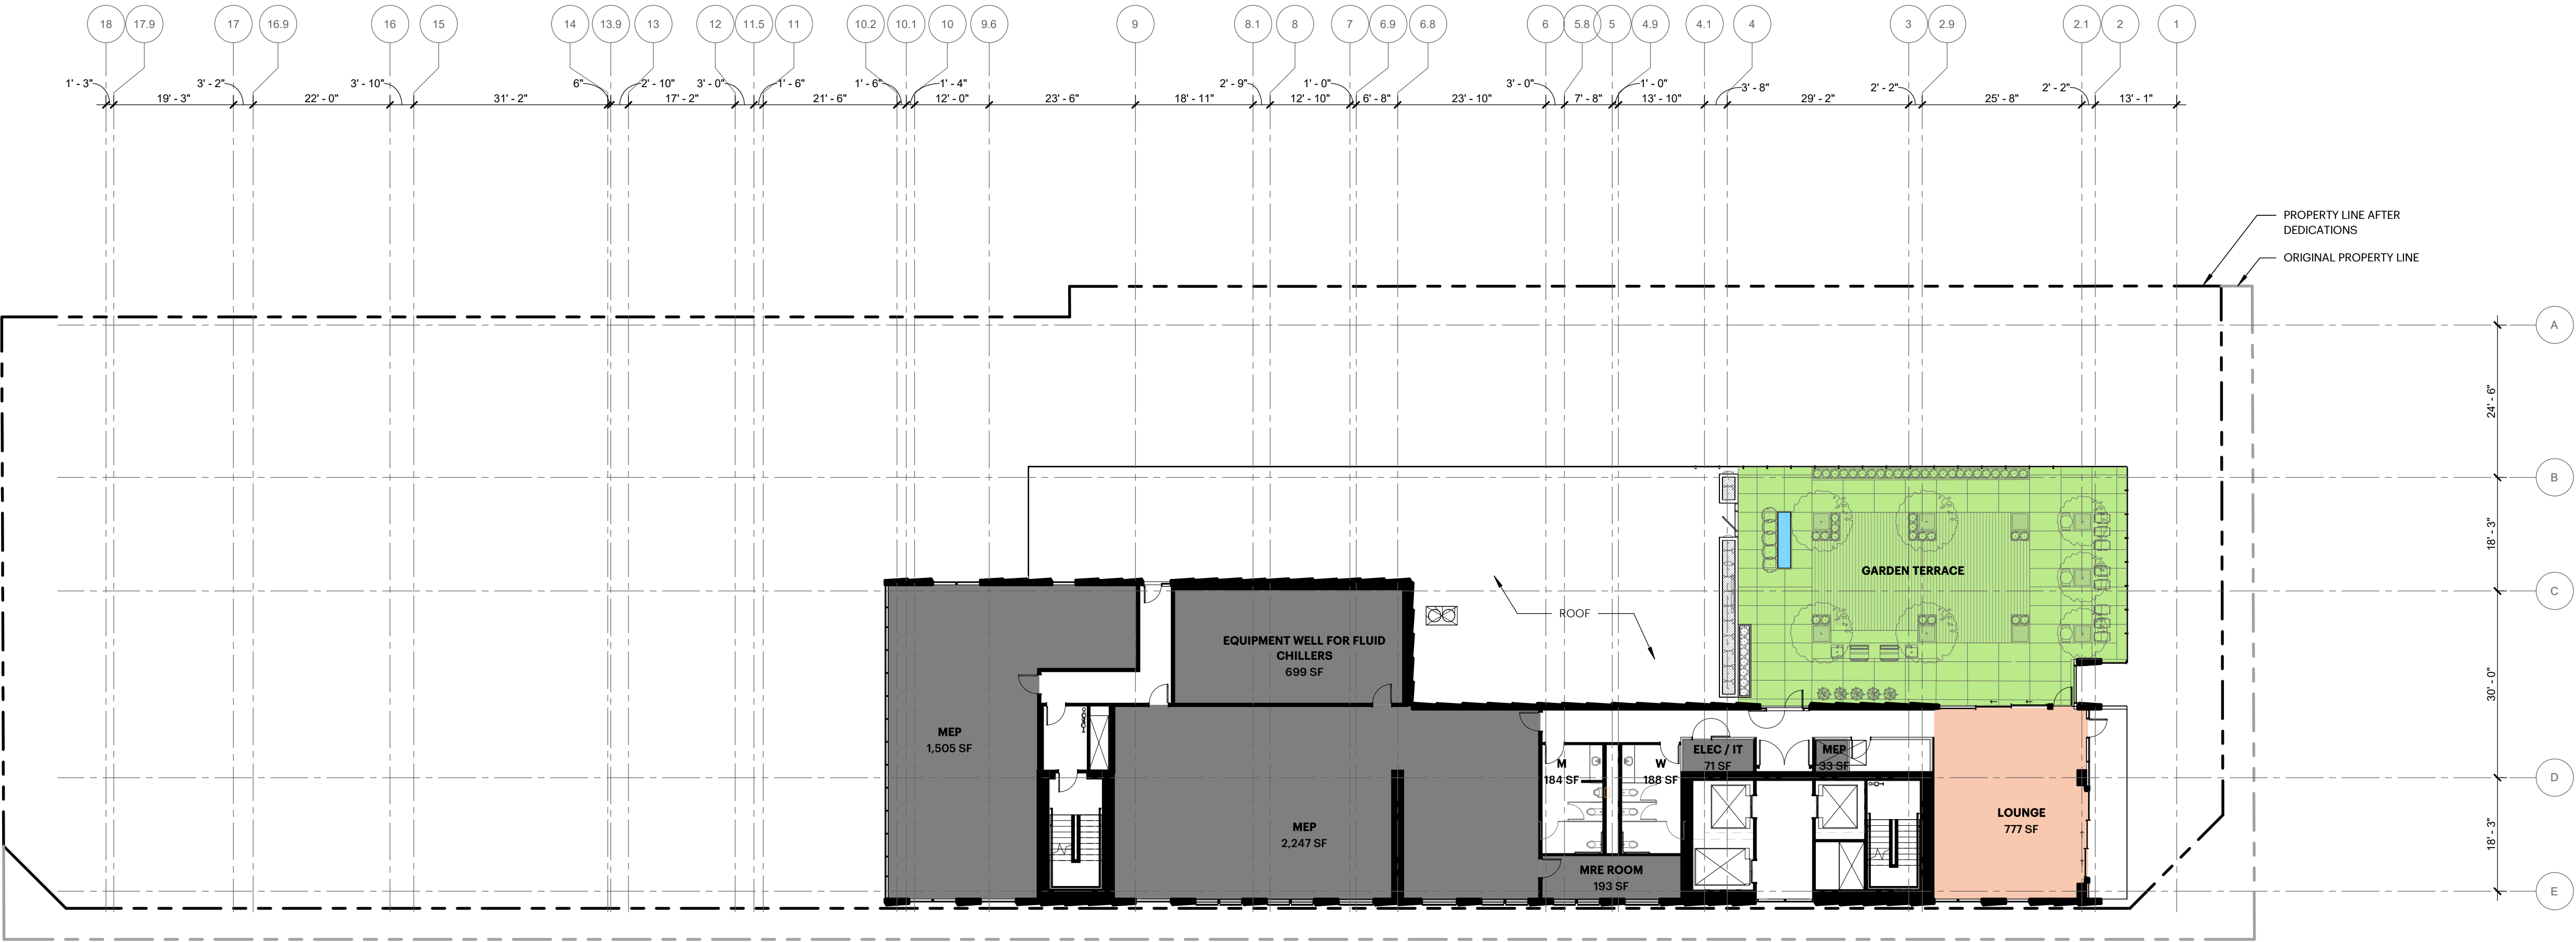 18 17.9 17 16.9 16 15 14 13.9 13 12 11.5 11 10.2 10.1 10 9.6 9 8.1 8 7 6.9 6.8 6 5.8 5 4.9 4.1 4 3 2.9 2.1 2 1
1' - 3" 3' - 2" 3' - 10" 6" 2' - 10" 3' - 0" 1' - 6" 1' - 6" 1' - 4" 2' - 9" 1' - 0" 3' - 0" 1' - 0" 3' - 8" 2' - 2" 2' - 2"
19' - 3" 22' - 0" 31' - 2" 17' - 2" 21' - 6" 12' - 0" 23' - 6" 18' - 11" 12' - 10" 6' - 8" 23' - 10" 7' - 8" 13' - 10" 29' - 2" 25' - 8" 13' - 1"
PROPERTY LINE AFTER
DEDICATIONS
ORIGINAL PROPERTY LINE
A
24' - 6"
B
18' - 3"
C
30' - 0"
D
18' - 3"
E
GARDEN TERRACE
ROOF
EQUIPMENT WELL FOR FLUID
CHILLERS
699 SF
MEP
1,505 SF
MEP
2,247 SF
M
184 SF
W
188 SF
ELEC / IT
71 SF
MEP
33 SF
MRE ROOM
193 SF
LOUNGE
777 SF